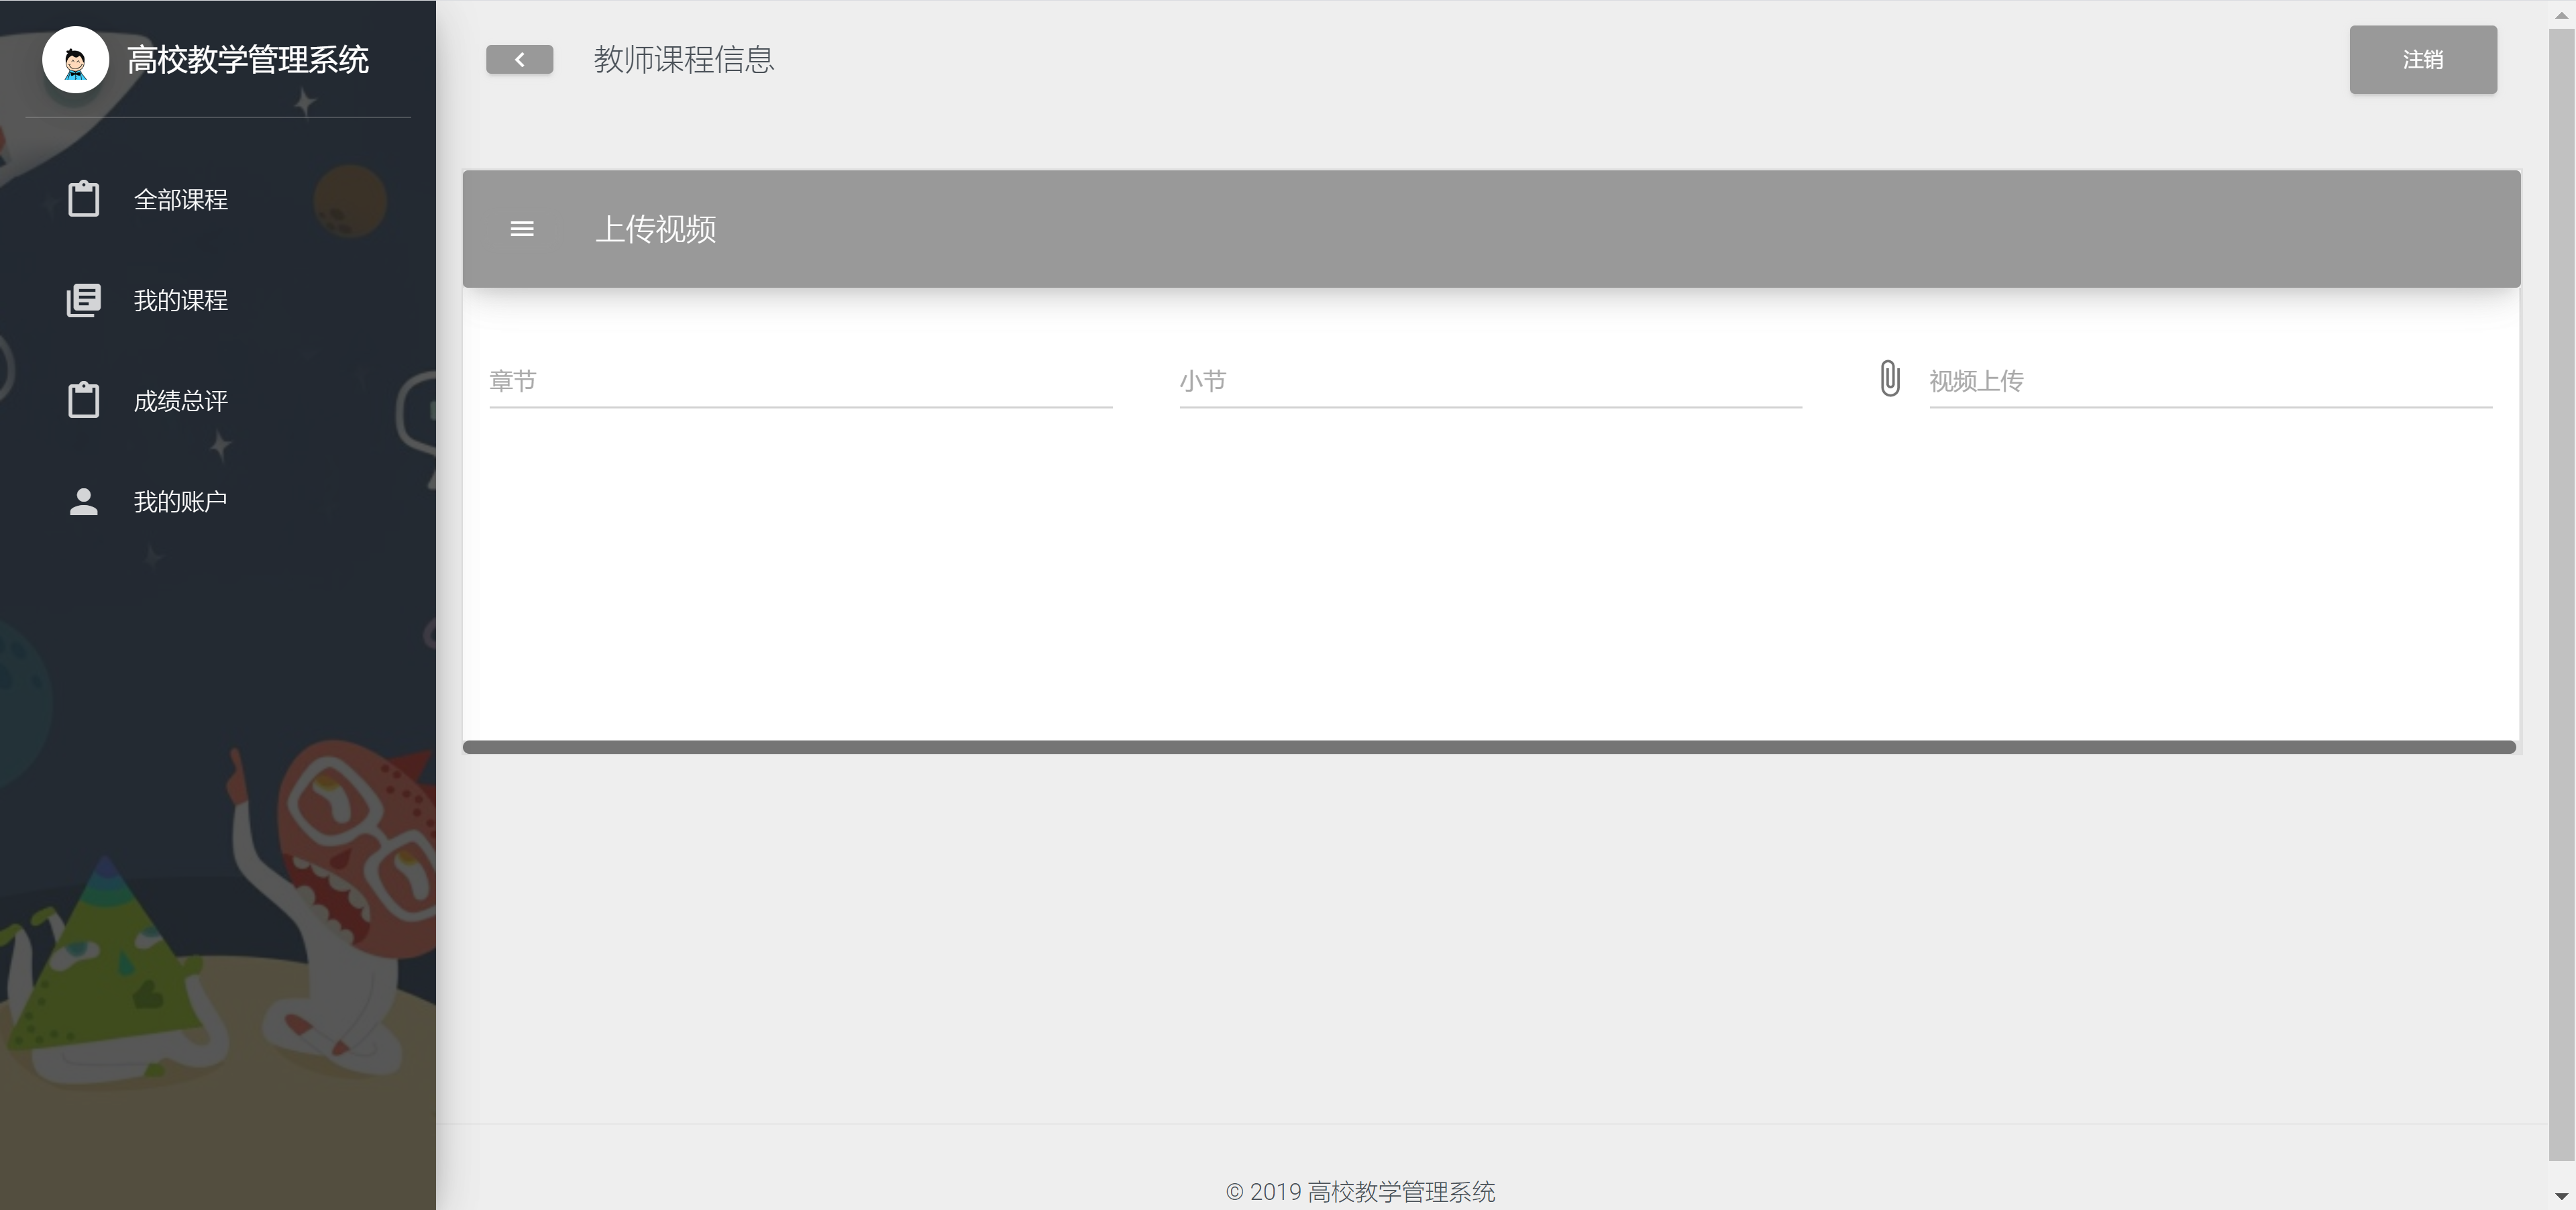 高校教学管理系统
全部课程
我的课程
成绩总评
我的账户
教师课程信息
注销
上传视频
章节
小节
视频上传
© 2019 高校教学管理系统